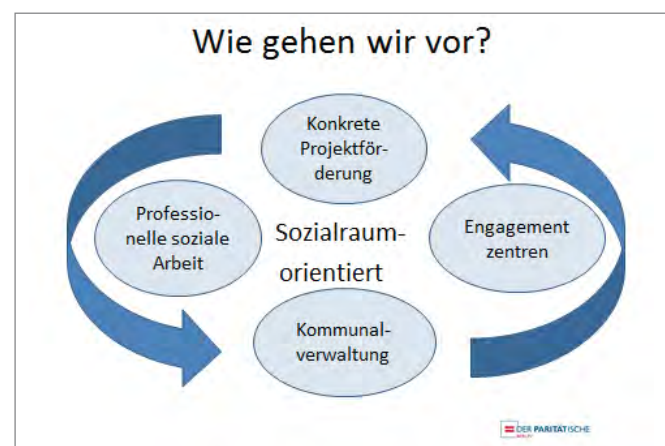 Wie gehen wir vor?
Konkrete
Projektför-
derung
Professio-
nelle soziale
Arbeit
Sozialraum-
orientiert
Engagement
zentren
Kommunal-
verwaltung
DER PARITÄTISCHE
BERLIN